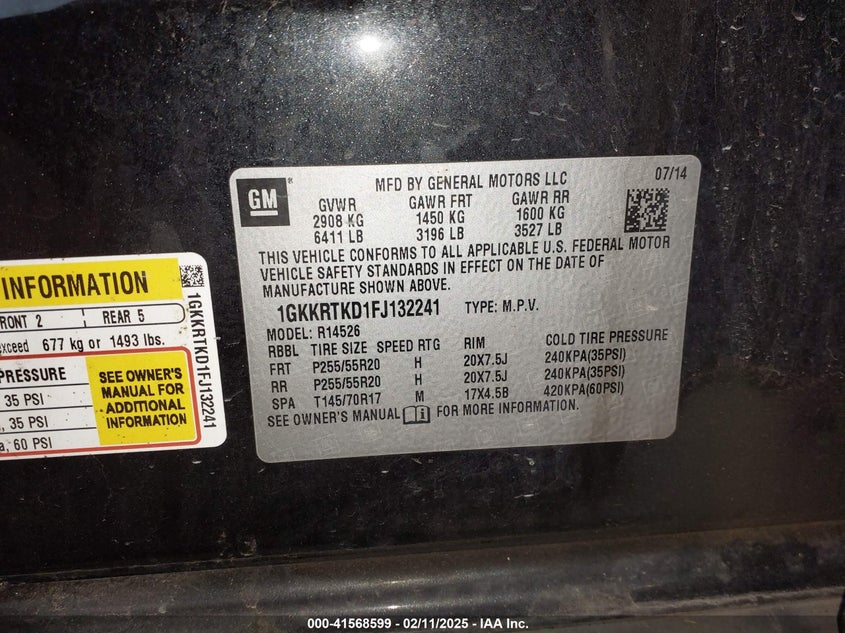 INFORMATION
FRONT 2 REAR 5
exceed 677 kg or 1493 lbs.
PRESSURE
35 PSI
, 35 PSI
a, 60 PSI
SEE OWNER'S
MANUAL FOR
ADDITIONAL
INFORMATION
1GKKRTKD1FJ132241
GM
MFD BY GENERAL MOTORS LLC 07/14
GVWR GAWR FRT GAWR RR
2908 KG 1450 KG 1600 KG
6411 LB 3196 LB 3527 LB
THIS VEHICLE CONFORMS TO ALL APPLICABLE U.S. FEDERAL MOTOR
VEHICLE SAFETY STANDARDS IN EFFECT ON THE DATE OF
MANUFACTURE SHOWN ABOVE.
1GKKRTKD1FJ132241 TYPE: M.P.V.
MODEL: R14526
RBBL TIRE SIZE SPEED RTG RIM COLD TIRE PRESSURE
FRT P255/55R20 H 20X7.5J 240KPA(35PSI)
RR P255/55R20 H 20X7.5J 240KPA(35PSI)
SPA T145/70R17 M 17X4.5B 420KPA(60PSI)
SEE OWNER'S MANUAL FOR MORE INFORMATION.
000-41568599 — 02/11/2025 — IAA Inc.